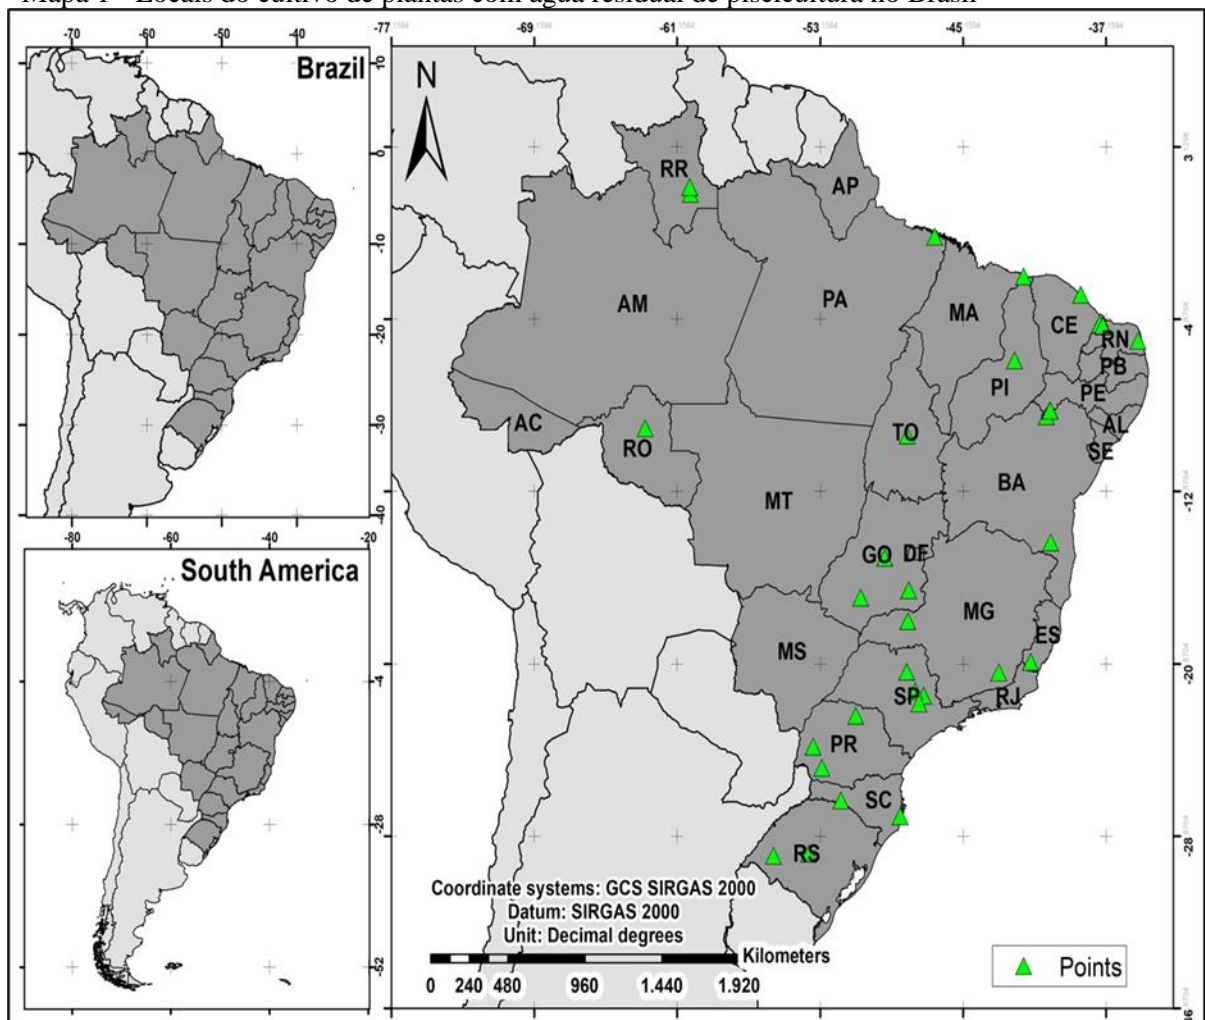 Mapa 1 - Locais do cultivo de plantas com água residual de piscicultura no Brasil
-70 -60 -50 -40
Brazil
10
0
-10
-20
-30
-40
-80 -60 -40 -20
South America
-4
-28
-52
-77 -69 -61 -53 -45 -37
N
3
-4
-12
-20
-28
RR
AP
AM
PA
MA
CE
RN
PB
PI
PE
AL
SE
AC
RO
TO
BA
MT
GO DF
MG
ES
MS
SP
RJ
PR
SC
RS
Coordinate systems: GCS SIRGAS 2000
Datum: SIRGAS 2000
Unit: Decimal degrees
Kilometers
0 240 480 960 1.440 1.920
Points